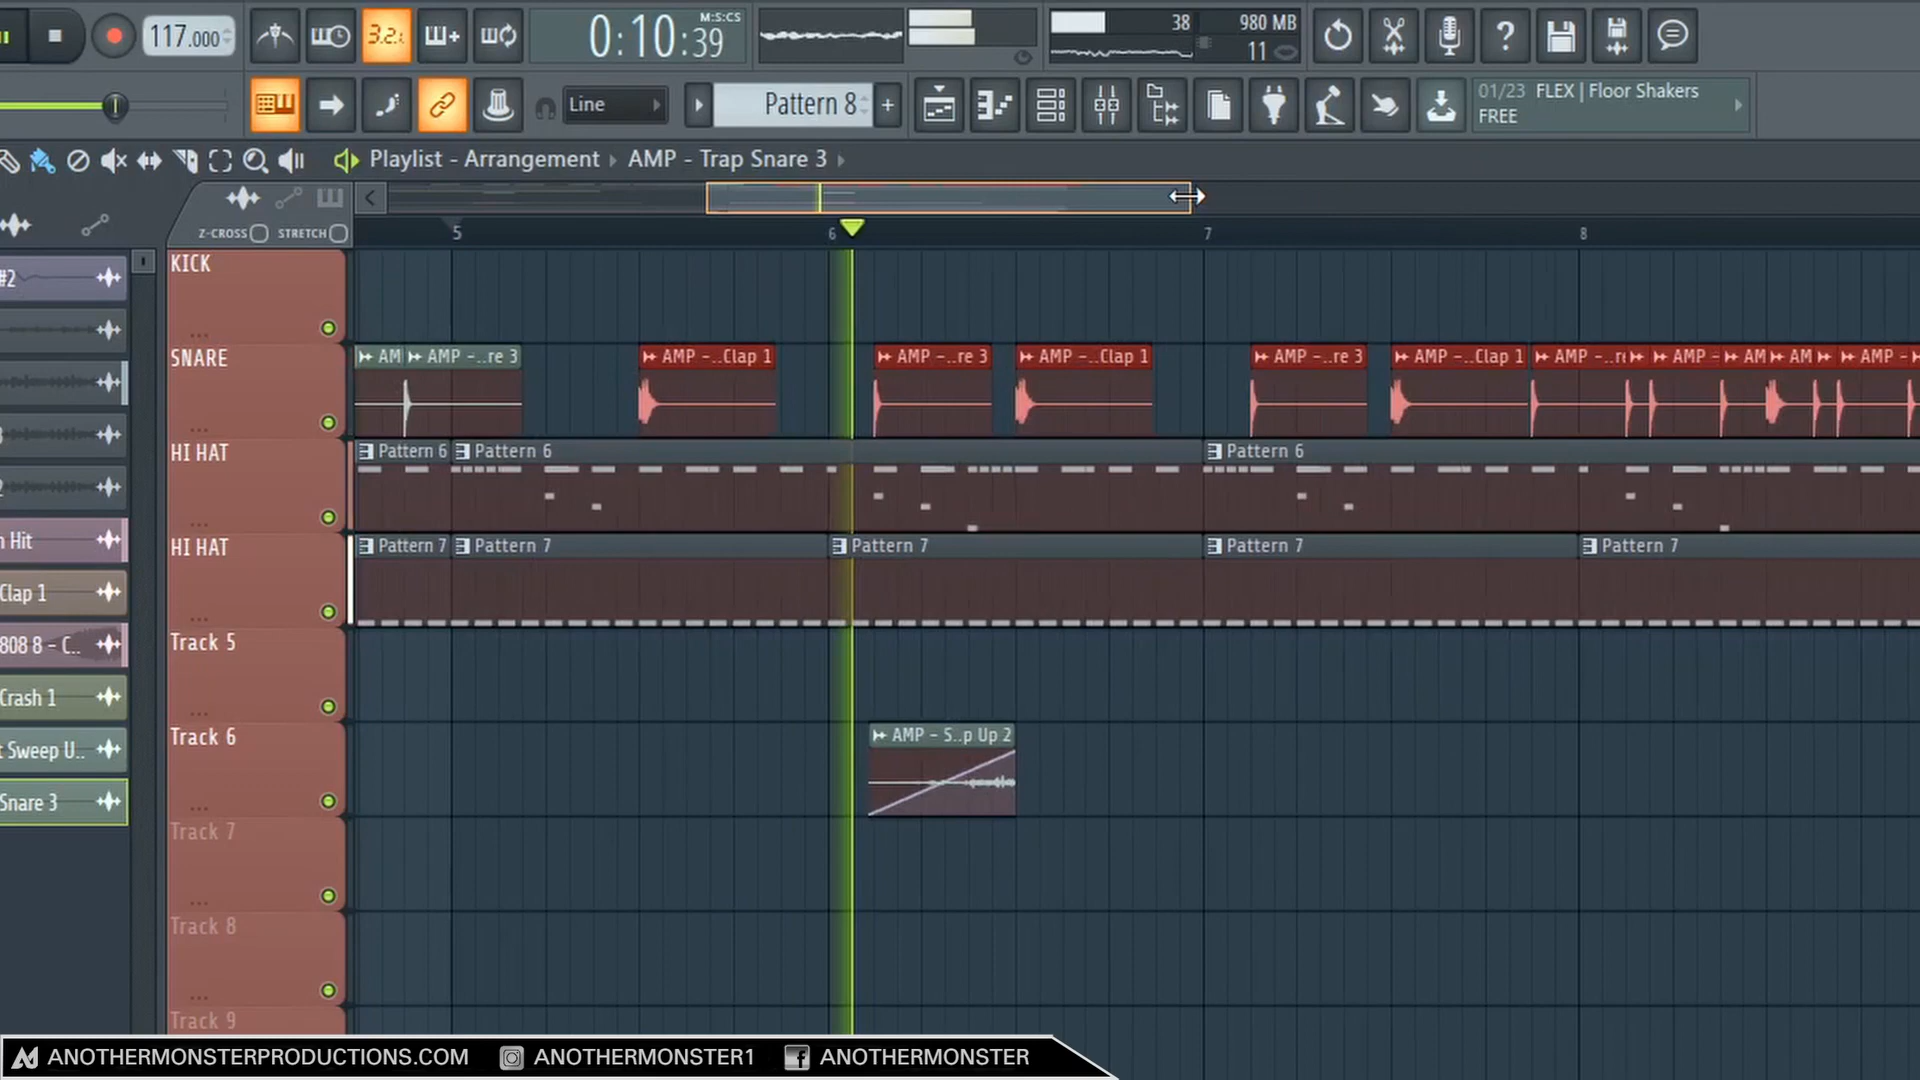 117.000
3.2.
0:10:39
M:S:CS
38
980 MB
11
Line
Pattern 8
01/23 FLEX | Floor Shakers
FREE
Playlist - Arrangement
AMP - Trap Snare 3
Z-CROSS
STRETCH
5
6
7
8
#2
n Hit
Clap 1
808 8 - C..
Crash 1
t Sweep U..
Snare 3
KICK
SNARE
AM
AMP -..re 3
AMP -..Clap 1
AMP -..re 3
AMP -..Clap 1
AMP -..re 3
AMP -..Clap 1
AMP -
AM
AM
AMP -
HI HAT
Pattern 6
Pattern 6
Pattern 6
HI HAT
Pattern 7
Pattern 7
Pattern 7
Pattern 7
Pattern 7
Track 5
Track 6
AMP - S..p Up 2
Track 7
Track 8
Track 9
ANOTHERMONSTERPRODUCTIONS.COM
ANOTHERMONSTER1
ANOTHERMONSTER